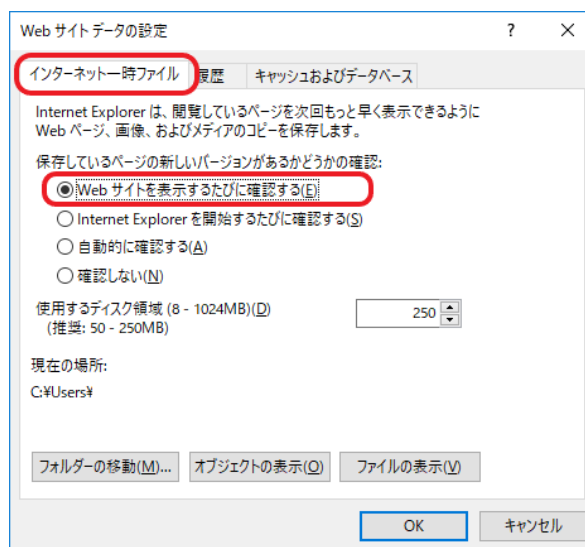 Web サイト データの設定 ? ×
インターネット一時ファイル 履歴 キャッシュおよびデータベース
Internet Explorer は、閲覧しているページを次回もっと早く表示できるように
Web ページ、画像、およびメディアのコピーを保存します。
保存しているページの新しいバージョンがあるかどうかの確認:
Web サイトを表示するたびに確認する(E)
Internet Explorer を開始するたびに確認する(S)
自動的に確認する(A)
確認しない(N)
使用するディスク領域 (8 - 1024MB)(D) 250
(推奨: 50 - 250MB)
現在の場所:
C:¥Users¥
フォルダーの移動(M)... オブジェクトの表示(O) ファイルの表示(V)
OK キャンセル